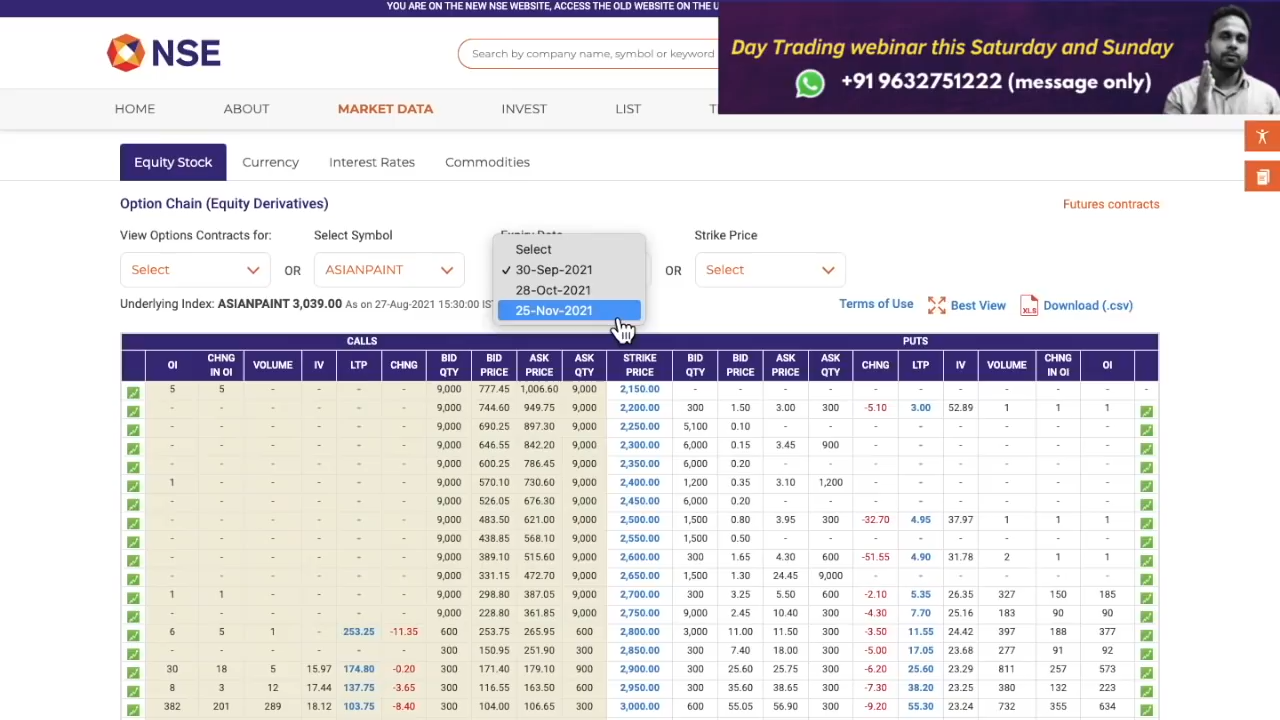 YOU ARE ON THE NEW NSE WEBSITE, ACCESS THE OLD WEBSITE ON THE U
NSE
Search by company name, symbol or keyword
Day Trading webinar this Saturday and Sunday
+91 9632751222 (message only)
HOME ABOUT MARKET DATA INVEST LIST T
Equity Stock Currency Interest Rates Commodities
Option Chain (Equity Derivatives) Futures contracts
View Options Contracts for: Select Symbol Expiry Date Strike Price
Select OR ASIANPAINT OR Select
Select
✓ 30-Sep-2021
28-Oct-2021
25-Nov-2021
Underlying Index: ASIANPAINT 3,039.00 As on 27-Aug-2021 15:30:00 IS
Terms of Use Best View XLS Download (.csv)
CALLS PUTS
OI CHNG IN OI VOLUME IV LTP CHNG BID QTY BID PRICE ASK PRICE ASK QTY STRIKE PRICE BID QTY BID PRICE ASK PRICE ASK QTY CHNG LTP IV VOLUME CHNG IN OI OI
5 5 - - - - 9,000 777.45 1,006.60 9,000 2,150.00 - - - - - - - - - - -
- - - - - - 9,000 744.60 949.75 9,000 2,200.00 300 1.50 3.00 300 -5.10 3.00 52.89 1 1 1
- - - - - - 9,000 690.25 897.30 9,000 2,250.00 5,100 0.10 - - - - - - - -
- - - - - - 9,000 646.55 842.20 9,000 2,300.00 6,000 0.15 3.45 900 - - - - - -
- - - - - - 9,000 600.25 786.45 9,000 2,350.00 6,000 0.20 - - - - - - - -
1 - - - - - 9,000 570.10 730.60 9,000 2,400.00 1,200 0.35 3.10 1,200 - - - - - -
- - - - - - 9,000 526.05 676.30 9,000 2,450.00 6,000 0.20 - - - - - - - -
- - - - - - 9,000 483.50 621.00 9,000 2,500.00 1,500 0.80 3.95 300 -32.70 4.95 37.97 1 1 1
- - - - - - 9,000 438.85 568.10 9,000 2,550.00 1,500 0.50 - - - - - - - -
- - - - - - 9,000 389.10 515.60 9,000 2,600.00 300 1.65 4.30 600 -51.55 4.90 31.78 2 1 1
- - - - - - 9,000 331.15 472.70 9,000 2,650.00 1,500 1.30 24.45 9,000 - - - - - -
1 1 - - - - 9,000 298.80 387.05 9,000 2,700.00 300 3.25 5.50 600 -2.10 5.35 26.35 327 150 185
- - - - - - 9,000 228.80 361.85 9,000 2,750.00 9,000 2.45 10.40 300 -4.30 7.70 25.16 183 90 90
6 5 1 - 253.25 -11.35 600 253.75 265.95 600 2,800.00 3,000 11.00 11.50 300 -3.50 11.55 24.42 397 188 377
- - - - - - 300 150.95 251.90 300 2,850.00 300 7.40 18.00 300 -5.00 17.05 23.68 277 91 92
30 18 5 15.97 174.80 -0.20 300 171.40 179.10 900 2,900.00 300 25.60 25.75 300 -6.20 25.60 23.29 811 257 573
8 3 12 17.44 137.75 -3.65 300 116.55 163.50 600 2,950.00 300 35.60 38.65 300 -7.30 38.20 23.25 380 132 223
382 201 289 18.12 103.75 -8.40 300 104.00 106.65 300 3,000.00 600 55.05 56.90 300 -9.20 55.30 23.24 732 355 634